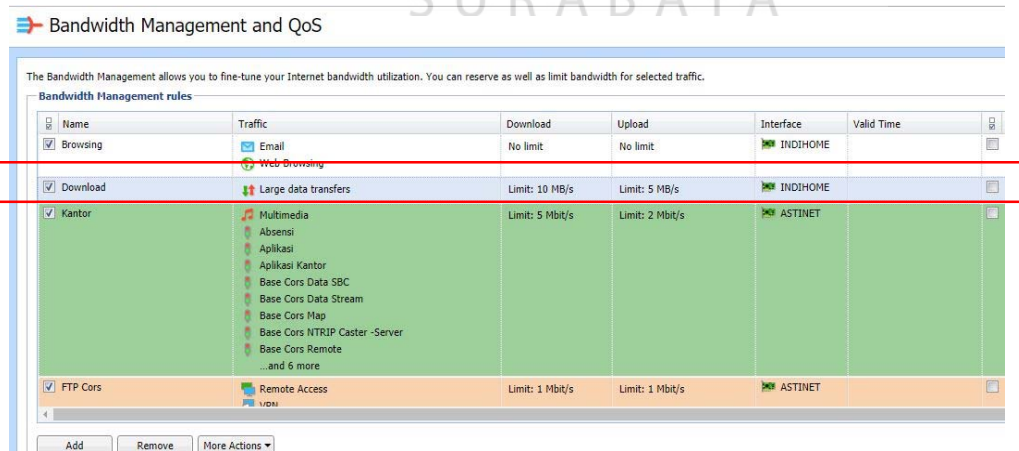 SURABAYA
Bandwidth Management and QoS
The Bandwidth Management allows you to fine-tune your Internet bandwidth utilization. You can reserve as well as limit bandwidth for selected traffic.
Bandwidth Management rules
Name Traffic Download Upload Interface Valid Time
Browsing Email No limit No limit INDIHOME
Web Browsing
Download Large data transfers Limit: 10 MB/s Limit: 5 MB/s INDIHOME
Kantor Multimedia Limit: 5 Mbit/s Limit: 2 Mbit/s ASTINET
Absensi
Aplikasi
Aplikasi Kantor
Base Cors Data SBC
Base Cors Data Stream
Base Cors Map
Base Cors NTRIP Caster -Server
Base Cors Remote
...and 6 more
FTP Cors Remote Access Limit: 1 Mbit/s Limit: 1 Mbit/s ASTINET
VPN
Add Remove More Actions